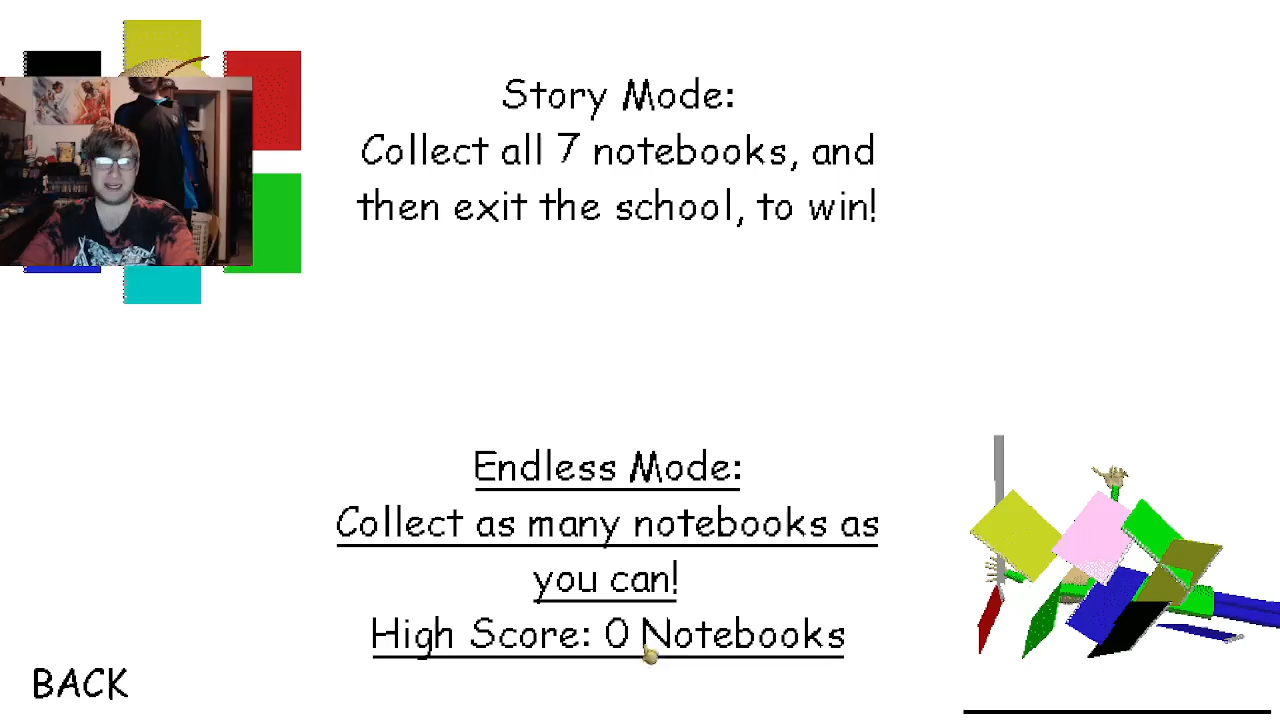 Story Mode:
Collect all 7 notebooks, and
then exit the school, to win!
Endless Mode:
Collect as many notebooks as
you can!
High Score: 0 Notebooks
BACK